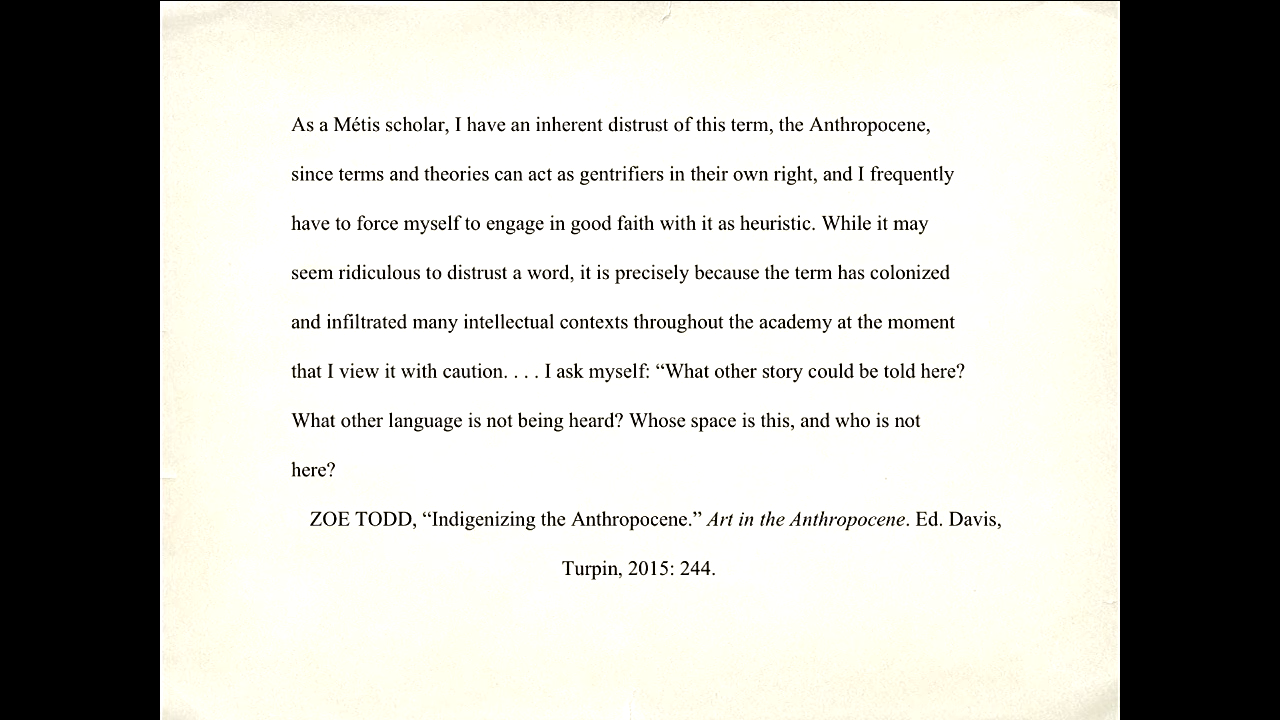 As a Métis scholar, I have an inherent distrust of this term, the Anthropocene,
since terms and theories can act as gentrifiers in their own right, and I frequently
have to force myself to engage in good faith with it as heuristic. While it may
seem ridiculous to distrust a word, it is precisely because the term has colonized
and infiltrated many intellectual contexts throughout the academy at the moment
that I view it with caution. . . . I ask myself: “What other story could be told here?
What other language is not being heard? Whose space is this, and who is not
here?
ZOE TODD, “Indigenizing the Anthropocene.” Art in the Anthropocene. Ed. Davis,
Turpin, 2015: 244.